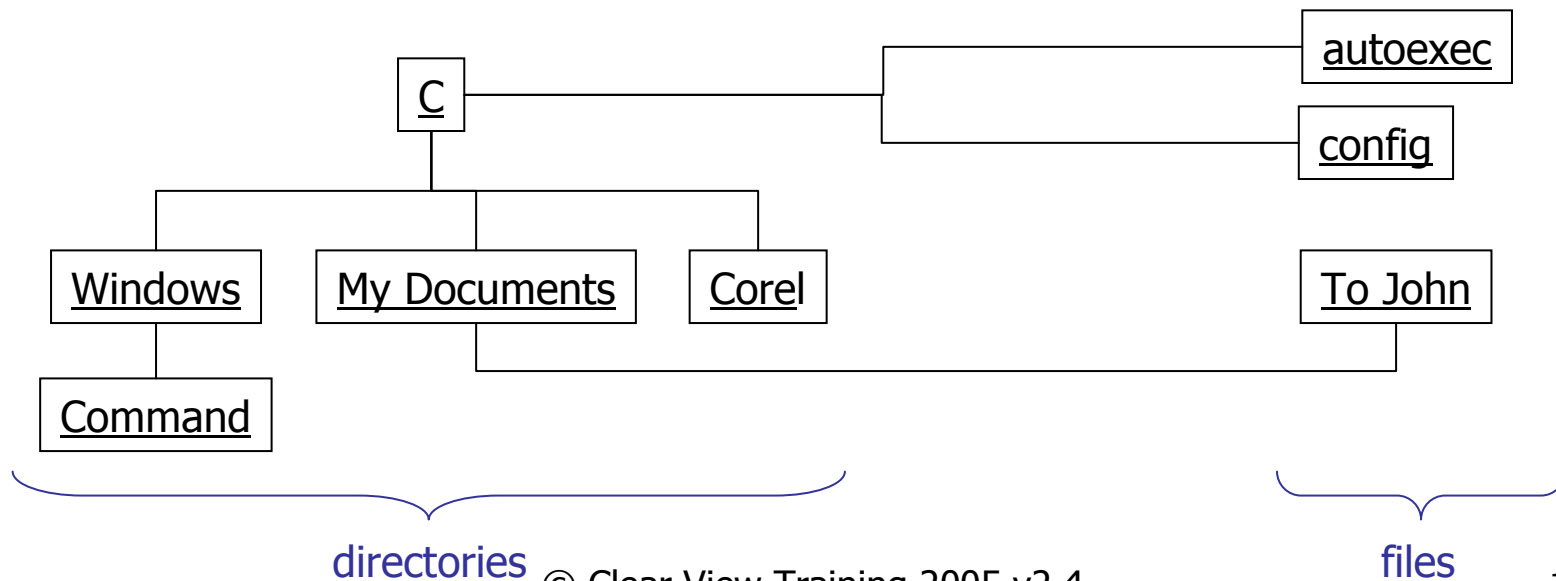 autoexec
C
config
Windows
My Documents
Corel
To John
Command
directories
files
© Clear View Training 2005 v2.4